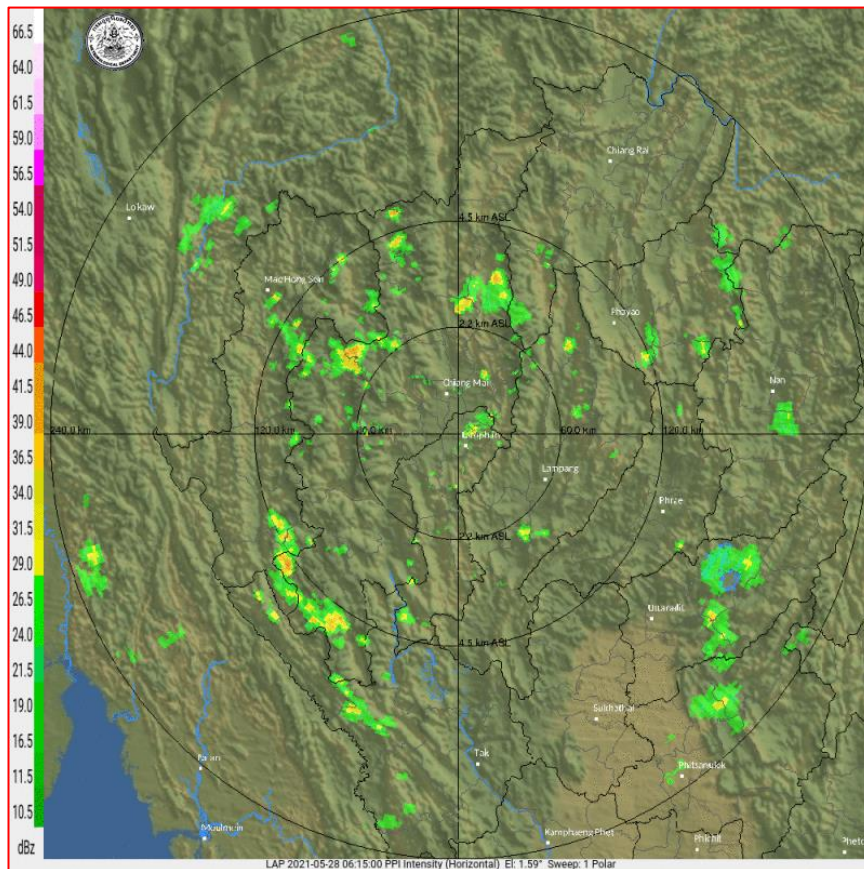 66.5
64.5
61.5
59.0
56.5
54.0
51.5
49.0
46.5
44.0
41.5
39.0
36.5
34.0
31.5
29.0
26.5
24.0
21.5
19.0
16.5
11.5
10.5
dBz
Chiang Rai
Loikaw
4.5 km ASL
Mae Hong Son
Phayao
2.2 km ASL
Chiang Mai
Nan
240.0 km
120.0 km
60.0 km
120.0 km
Lampang
Phrae
2.2 km ASL
Uttaradit
4.5 km ASL
Sukhothai
Tak
Phitsanulok
Moulmein
Kamphaeng Phet
Phichit
Phetc
LAP 2021-05-28 06:15:00 PPI Intensity (Horizontal) El: 1.59° Sweep: 1 Polar